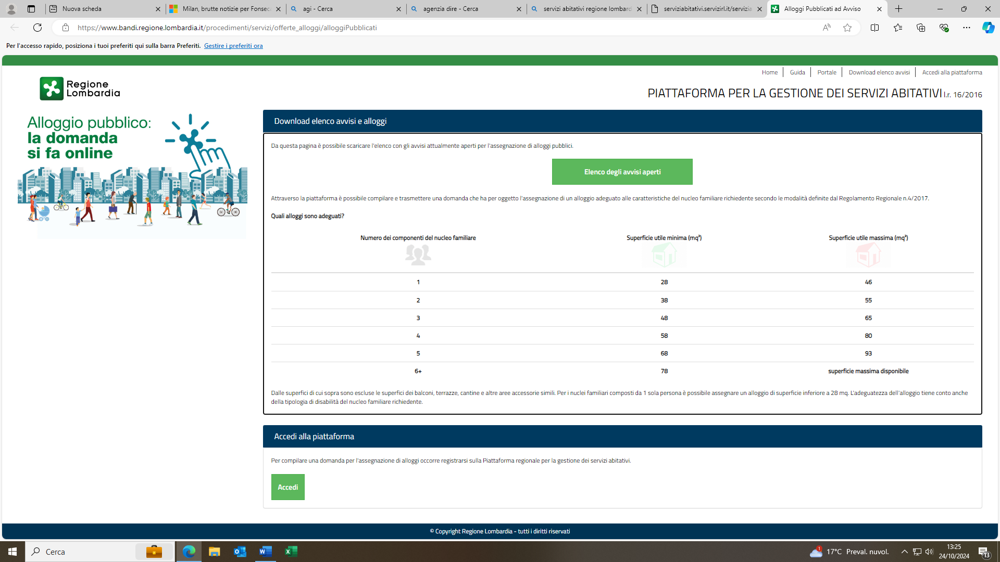 Nuova scheda
Milan, brutte notizie per Fonseca
agi - Cerca
agenzia dire - Cerca
servizi abitativi regione lombard
serviziabitativi.servizirl.it/servizia
Alloggi Pubblicati ad Avviso
https://www.bandi.regione.lombardia.it/procedimenti/servizi/offerte_alloggi/alloggiPubblicati
Per l'accesso rapido, posiziona i tuoi preferiti qui sulla barra Preferiti. Gestire i preferiti ora
Home
Guida
Portale
Download elenco avvisi
Accedi alla piattaforma
Regione
Lombardia
PIATTAFORMA PER LA GESTIONE DEI SERVIZI ABITATIVI l.r. 16/2016
Alloggio pubblico:
la domanda
si fa online
Download elenco avvisi e alloggi
Da questa pagina è possibile scaricare l'elenco con gli avvisi attualmente aperti per l'assegnazione di alloggi pubblici.
Elenco degli avvisi aperti
Attraverso la piattaforma è possibile compilare e trasmettere una domanda che ha per oggetto l'assegnazione di un alloggio adeguato alle caratteristiche del nucleo familiare richiedente secondo le modalità definite dal Regolamento Regionale n.4/2017.
Quali alloggi sono adeguati?
Numero dei componenti del nucleo familiare Superficie utile minima (mq²) Superficie utile massima (mq²)
1 28 46
2 38 55
3 48 65
4 58 80
5 68 93
6+ 78 superficie massima disponibile
Dalle superfici di cui sopra sono escluse le superfici dei balconi, terrazze, cantine e altre aree accessorie simili. Per i nuclei familiari composti da 1 sola persona è possibile assegnare un alloggio di superficie inferiore a 28 mq. L'adeguatezza dell'alloggio tiene conto anche
della tipologia di disabilità del nucleo familiare richiedente.
Accedi alla piattaforma
Per compilare una domanda per l'assegnazione di alloggi occorre registrarsi sulla Piattaforma regionale per la gestione dei servizi abitativi.
Accedi
© Copyright Regione Lombardia - tutti i diritti riservati
Cerca
1
17°C Preval. nuvol.
13:25
24/10/2024
13